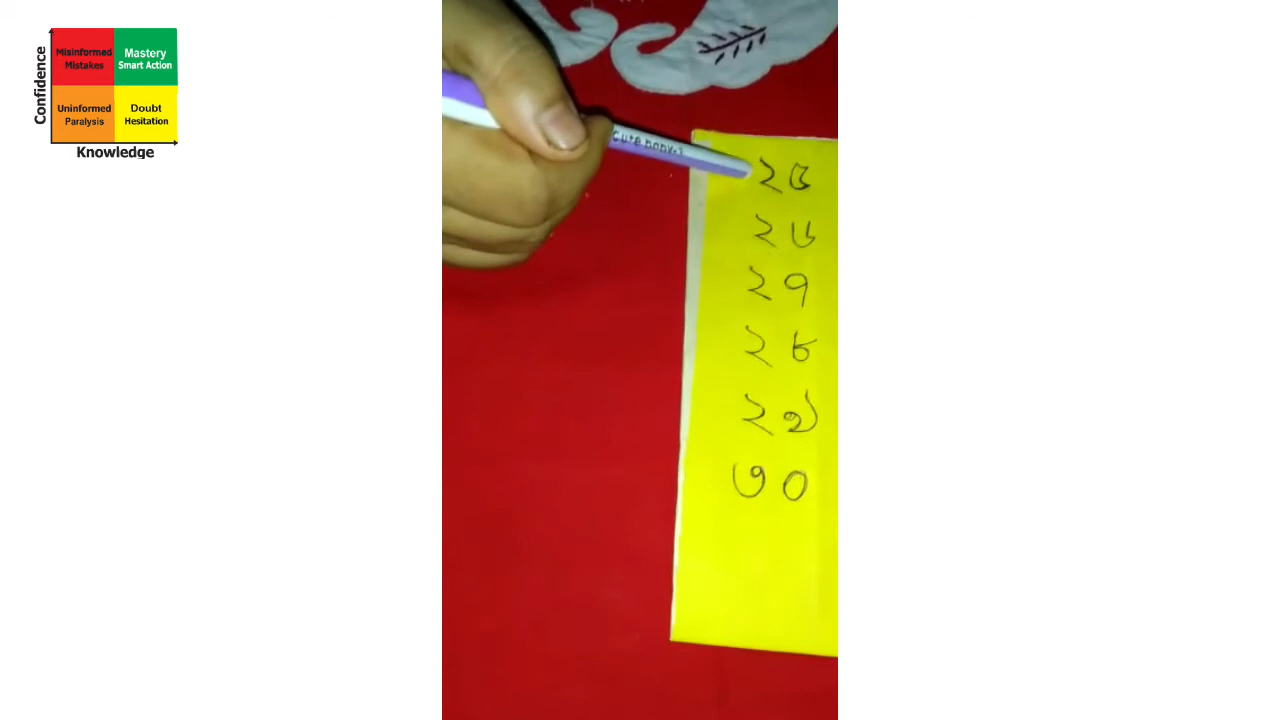 Confidence
Misinformed
Mistakes
Mastery
Smart Action
Uninformed
Paralysis
Doubt
Hesitation
Knowledge
২৫
২৬
২৭
২৮
২৯
৩০